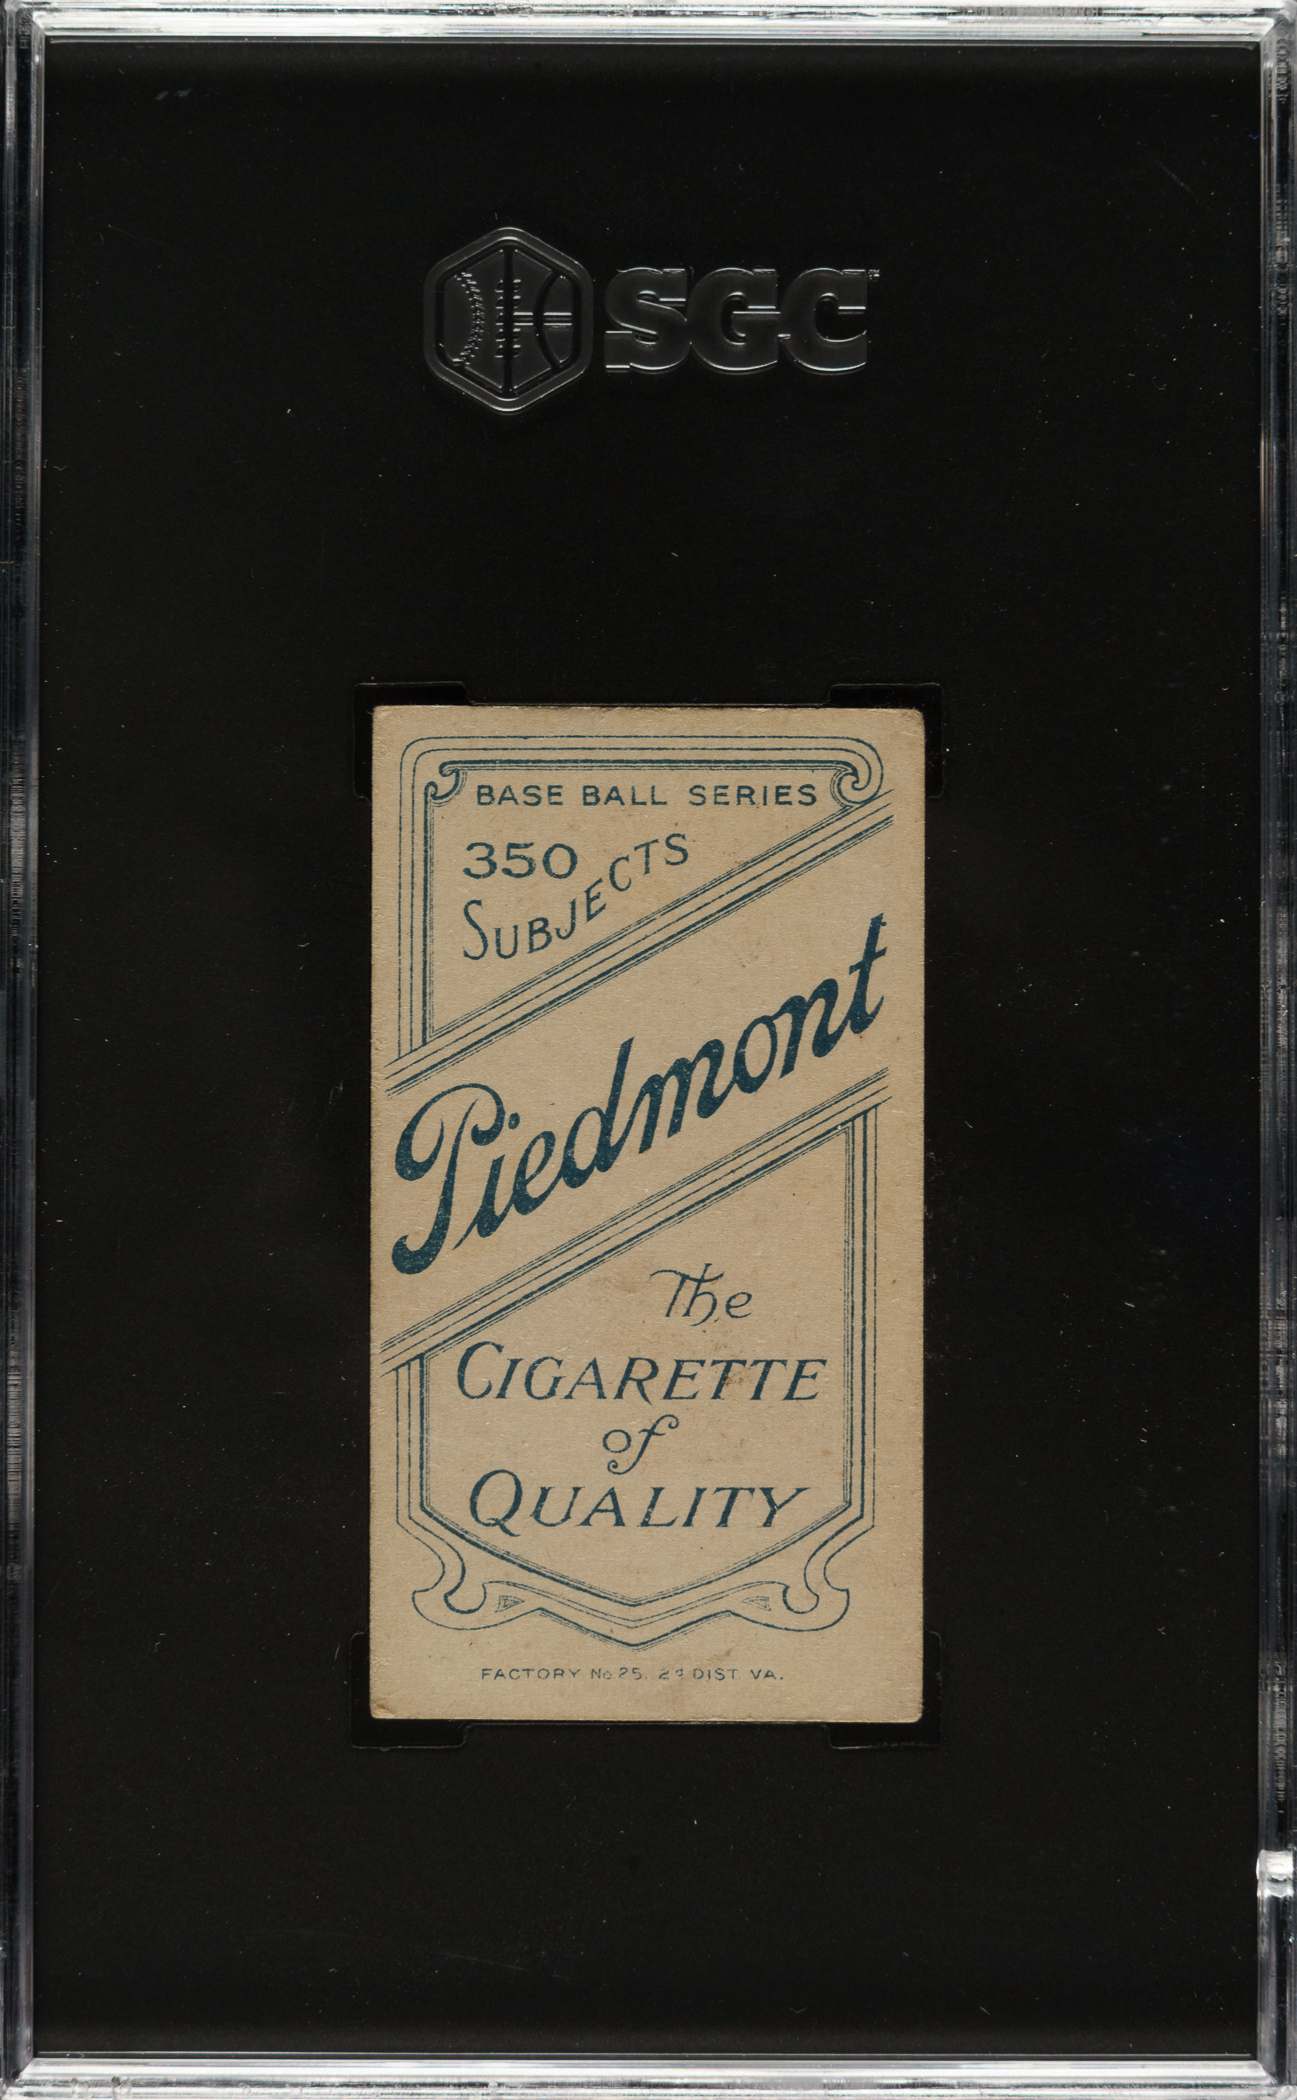 SGC
BASE BALL SERIES
350
SUBJECTS
Piedmont
The
CIGARETTE
of
QUALITY
FACTORY No 25. 2d DIST. VA.